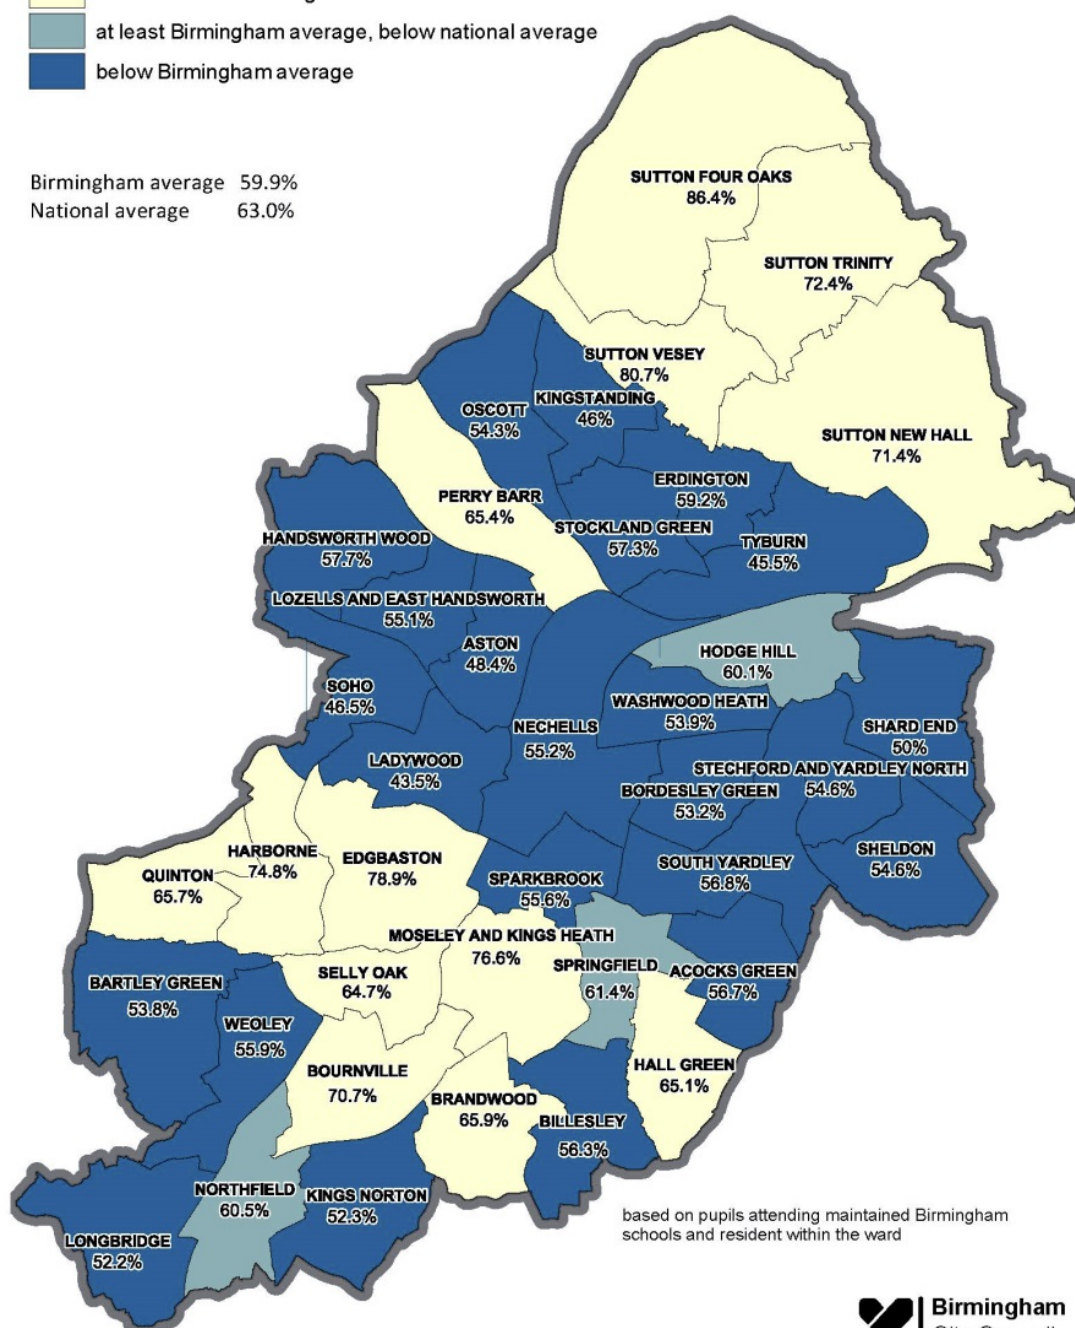 at least Birmingham average, below national average
below Birmingham average
Birmingham average 59.9%
National average 63.0%
SUTTON FOUR OAKS
86.4%
SUTTON TRINITY
72.4%
SUTTON VESEY
80.7%
KINGSTANDING
46%
OSCOTT
54.3%
SUTTON NEW HALL
71.4%
ERDINGTON
59.2%
PERRY BARR
65.4%
STOCKLAND GREEN
57.3%
TYBURN
45.5%
HANDSWORTH WOOD
57.7%
LOZELLS AND EAST HANDSWORTH
55.1%
ASTON
48.4%
HODGE HILL
60.1%
SOHO
46.5%
WASHWOOD HEATH
53.9%
NECHELLS
55.2%
SHARD END
50%
LADYWOOD
43.5%
STECHFORD AND YARDLEY NORTH
54.6%
BORDESLEY GREEN
53.2%
SHELDON
54.6%
HARBORNE
74.8%
EDGBASTON
78.9%
QUINTON
65.7%
SPARKBROOK
55.6%
SOUTH YARDLEY
56.8%
MOSELEY AND KINGS HEATH
76.6%
SPRINGFIELD
61.4%
ACOCKS GREEN
56.7%
SELLY OAK
64.7%
BARTLEY GREEN
53.8%
WEOLEY
55.9%
BOURNVILLE
70.7%
HALL GREEN
65.1%
BRANDWOOD
65.9%
BILLESLEY
56.3%
NORTHFIELD
60.5%
KINGS NORTON
52.3%
LONGBRIDGE
52.2%
based on pupils attending maintained Birmingham
schools and resident within the ward
Birmingham